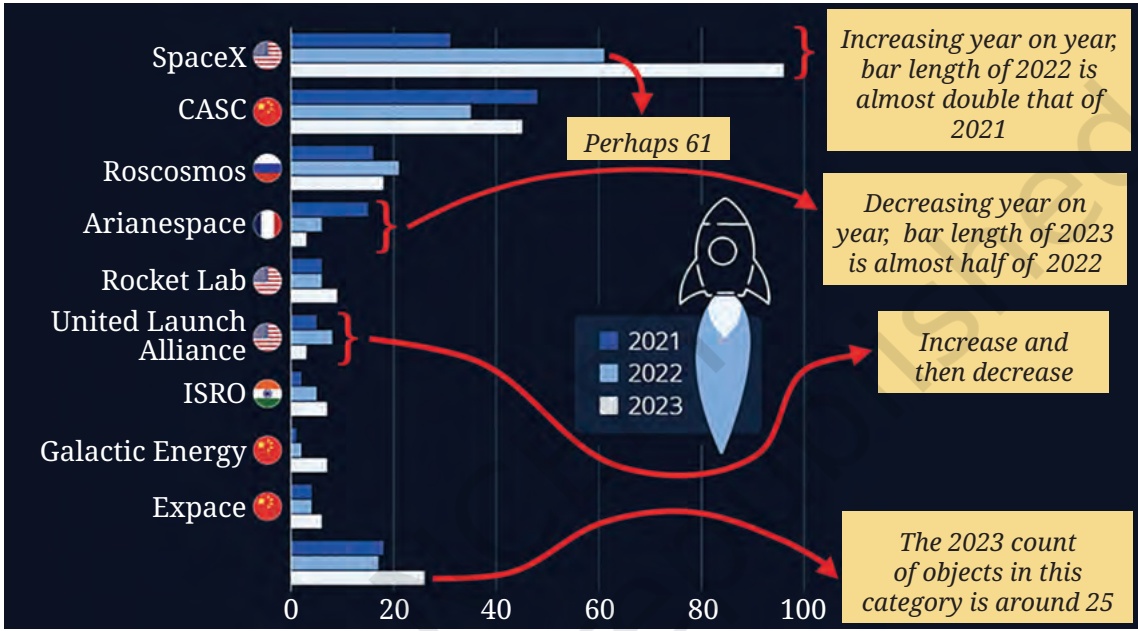 SpaceX
CASC
Roscosmos
Arianespace
Rocket Lab
United Launch
Alliance
ISRO
Galactic Energy
Expace
0 20 40 60 80 100
2021
2022
2023
Perhaps 61
Increasing year on year,
bar length of 2022 is
almost double that of
2021
Decreasing year on
year, bar length of 2023
is almost half of 2022
Increase and
then decrease
The 2023 count
of objects in this
category is around 25